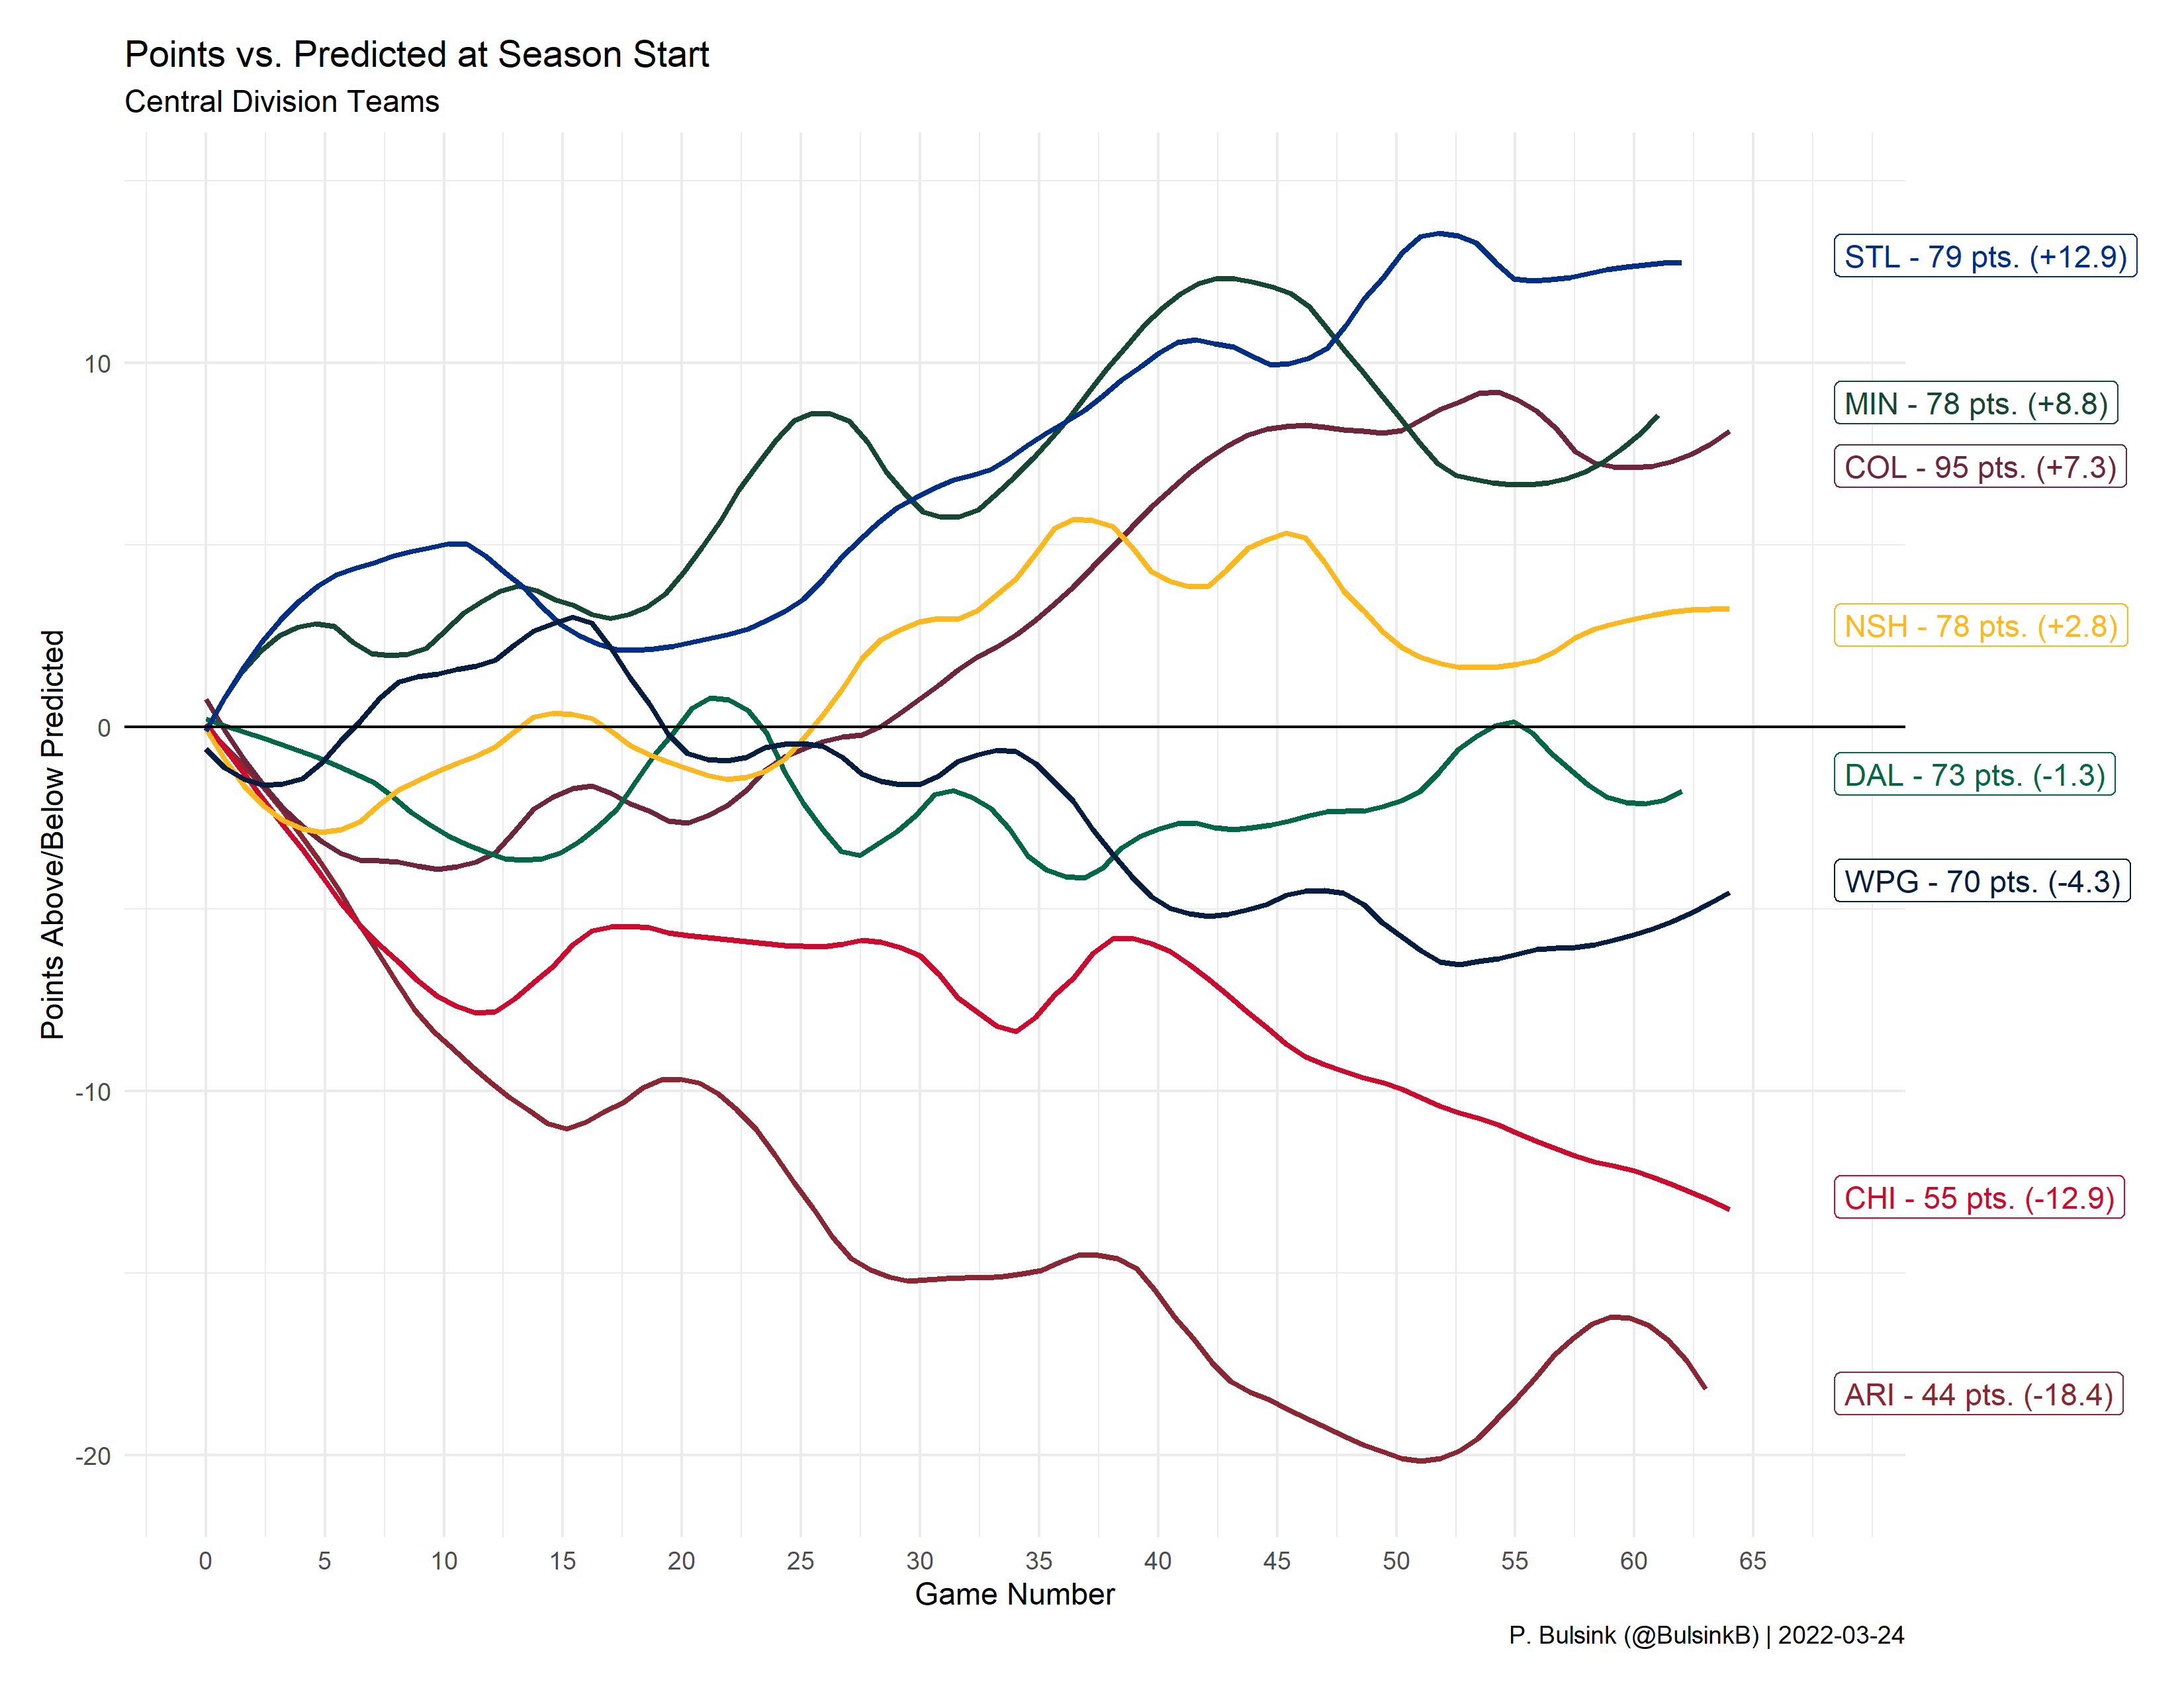 Points vs. Predicted at Season Start
Central Division Teams
Points Above/Below Predicted
10
0
-10
-20
STL - 79 pts. (+12.9)
MIN - 78 pts. (+8.8)
COL - 95 pts. (+7.3)
NSH - 78 pts. (+2.8)
DAL - 73 pts. (-1.3)
WPG - 70 pts. (-4.3)
CHI - 55 pts. (-12.9)
ARI - 44 pts. (-18.4)
0 5 10 15 20 25 30 35 40 45 50 55 60 65
Game Number
P. Bulsink (@BulsinkB) | 2022-03-24